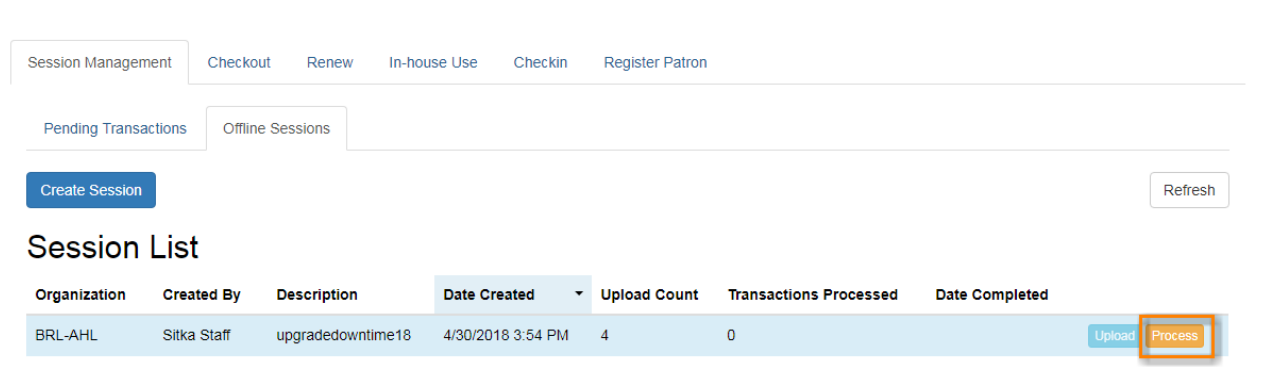 Session Management Checkout Renew In-house Use Checkin Register Patron
Pending Transactions Offline Sessions
Create Session Refresh
Session List
Organization Created By Description Date Created Upload Count Transactions Processed Date Completed
BRL-AHL Sitka Staff upgradedowntime18 4/30/2018 3:54 PM 4 0 Upload Process